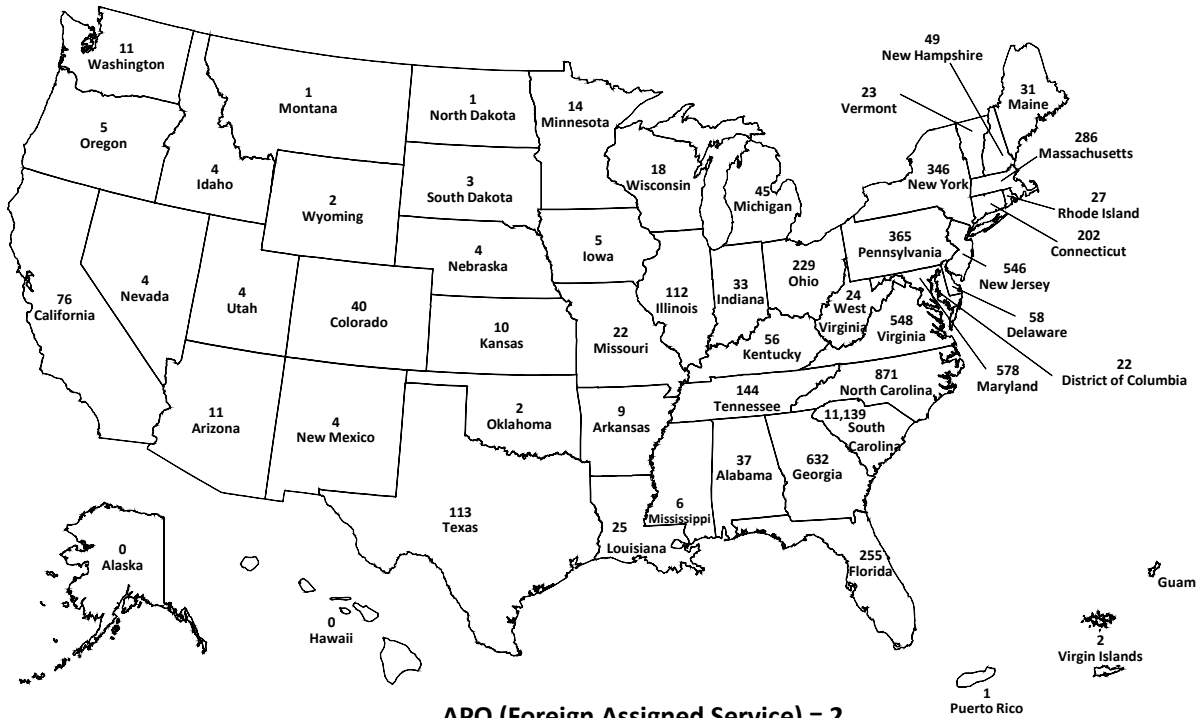 49
New Hampshire
11
Washington
1
Montana
1
North Dakota
14
Minnesota
23
Vermont
31
Maine
5
Oregon
286
Massachusetts
4
Idaho
3
South Dakota
18
Wisconsin
45
Michigan
346
New York
27
Rhode Island
2
Wyoming
202
Connecticut
4
Nebraska
5
Iowa
365
Pennsylvania
546
New Jersey
76
California
4
Nevada
4
Utah
40
Colorado
112
Illinois
33
Indiana
229
Ohio
24
West
Virginia
548
Virginia
58
Delaware
10
Kansas
22
Missouri
56
Kentucky
22
District of Columbia
578
Maryland
871
North Carolina
144
Tennessee
11
Arizona
4
New Mexico
2
Oklahoma
9
Arkansas
11,139
South
Carolina
37
Alabama
632
Georgia
6
Mississippi
113
Texas
25
Louisiana
255
Florida
0
Alaska
0
Hawaii
Guam
2
Virgin Islands
1
Puerto Rico
APO (Foreign Assigned Service) = 2